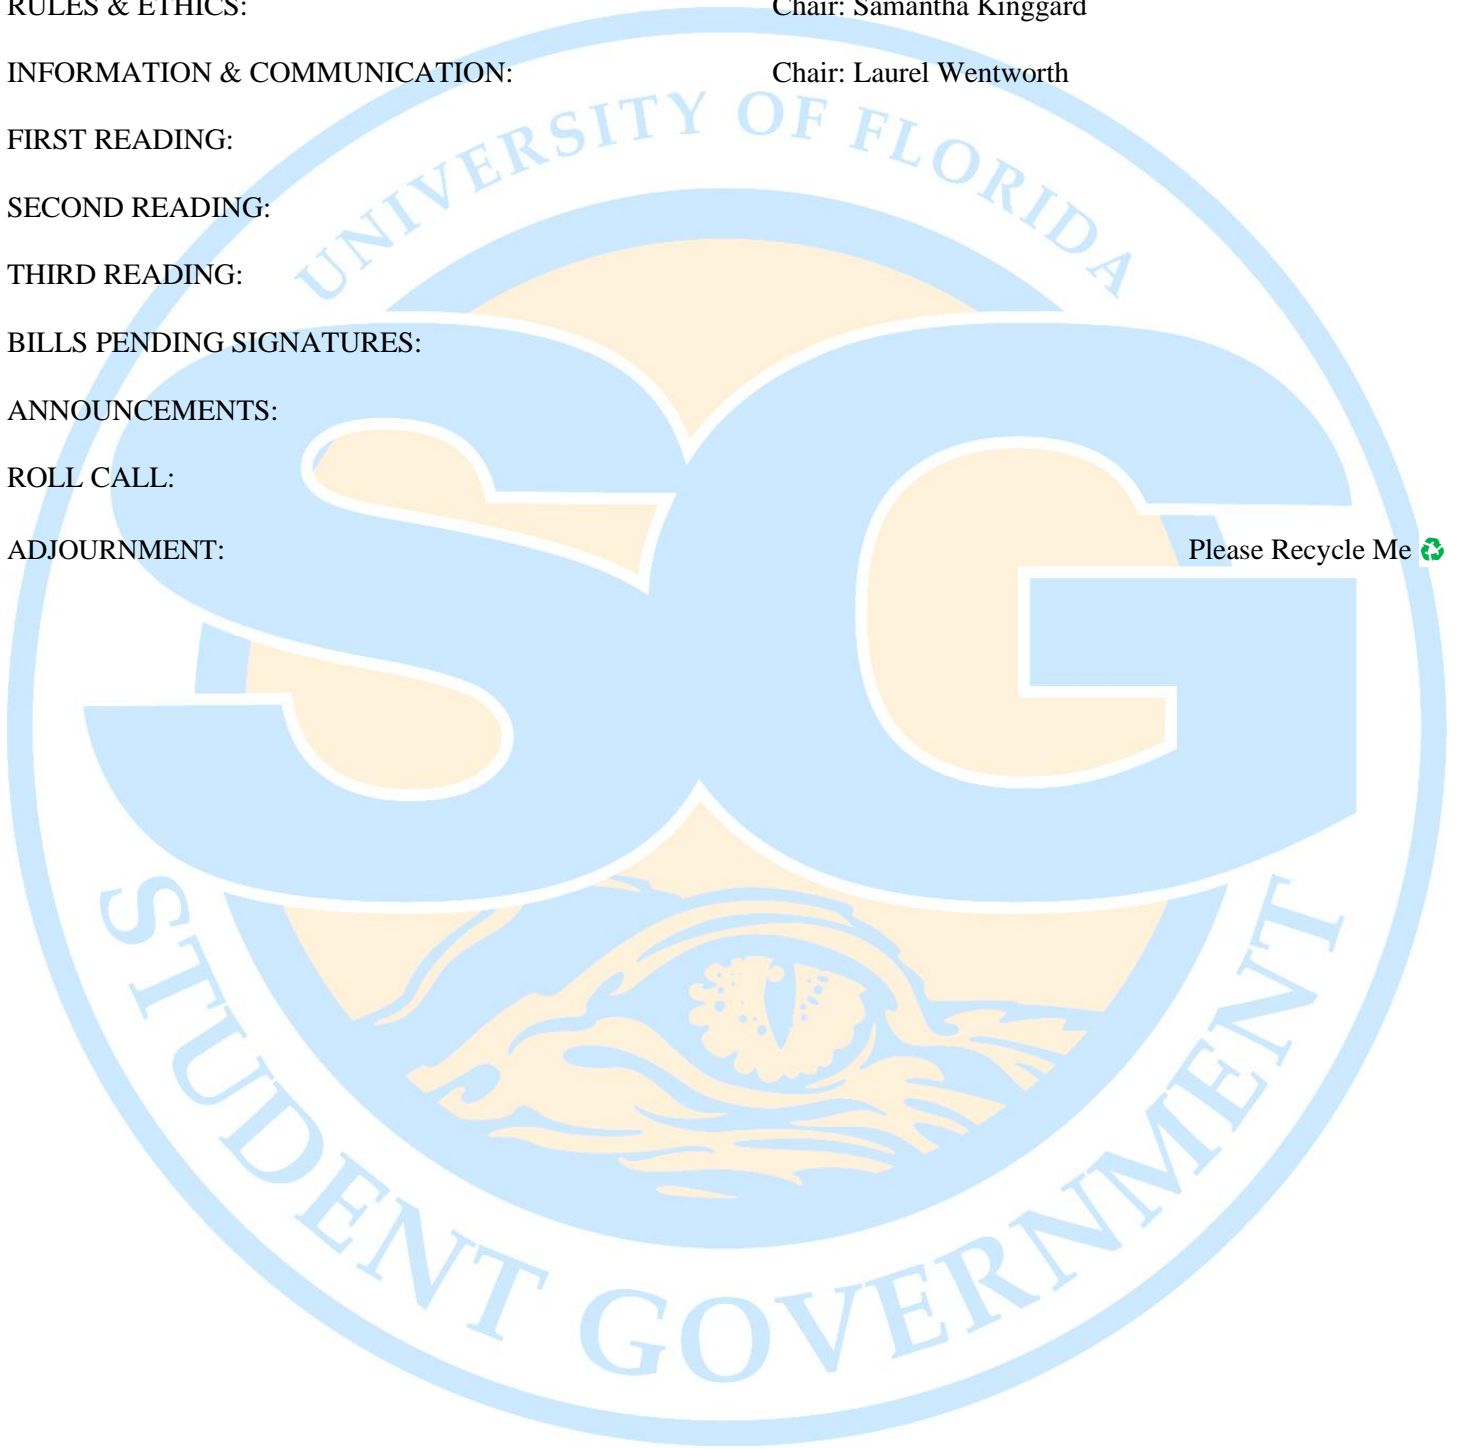 RULES & ETHICS: Chair: Samantha Kinggard
INFORMATION & COMMUNICATION: Chair: Laurel Wentworth
FIRST READING:
SECOND READING:
THIRD READING:
BILLS PENDING SIGNATURES:
ANNOUNCEMENTS:
ROLL CALL:
ADJOURNMENT: Please Recycle Me
UNIVERSITY OF FLORIDA
SG
STUDENT GOVERNMENT